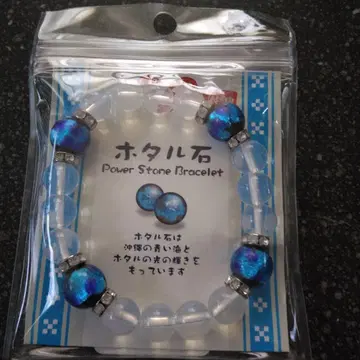 ホタル石
Power Stone Bracelet
ホタル石は
沖縄の青い海と
ホタルの光の輝きを
もっています